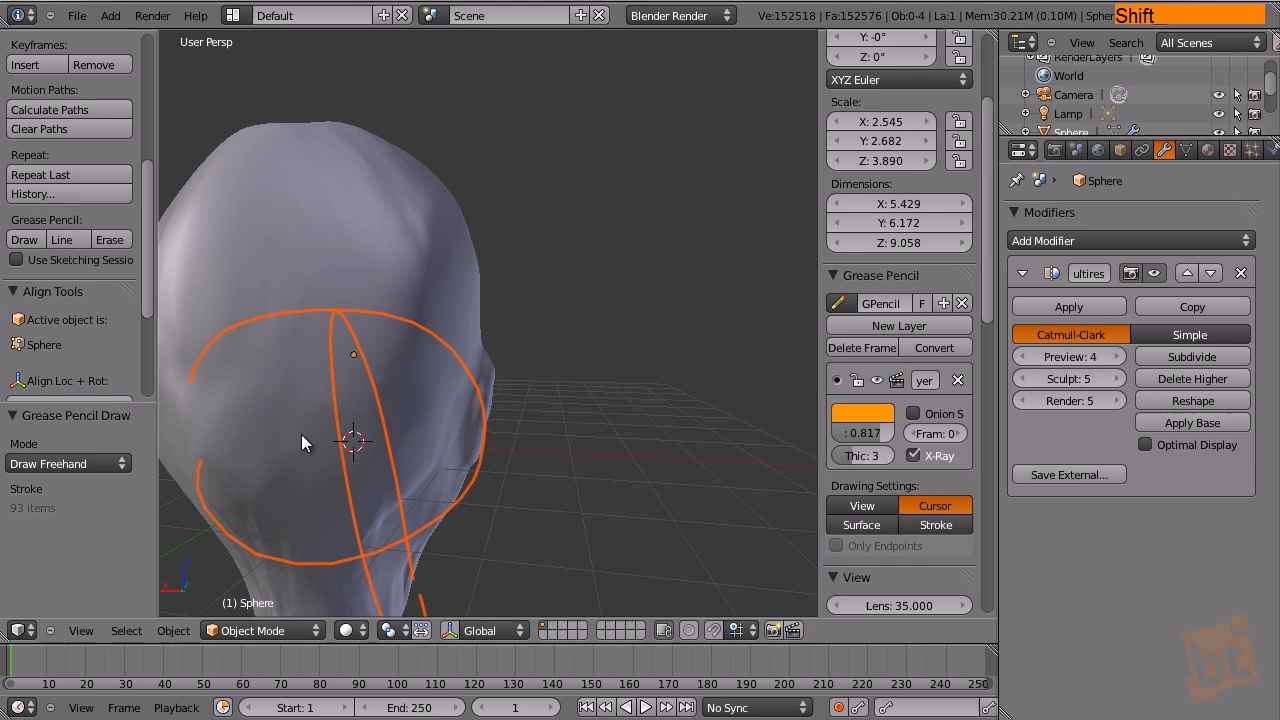 File Add Render Help Default Scene Blender Render Ve:152518 | Fa:152576 | Ob:0-4 | La:1 | Mem:30.21M (0.10M) | Spher Shift
Keyframes:
Insert Remove
Motion Paths:
Calculate Paths
Clear Paths
Repeat:
Repeat Last
History...
Grease Pencil:
Draw Line Erase
Use Sketching Sessio
Align Tools
Active object is:
Sphere
Align Loc + Rot:
Grease Pencil Draw
Mode
Draw Freehand
Stroke
93 items
User Persp
(1) Sphere
Y: -0°
Z: 0°
XYZ Euler
Scale:
X: 2.545
Y: 2.682
Z: 3.890
Dimensions:
X: 5.429
Y: 6.172
Z: 9.058
Grease Pencil
GPencil F
New Layer
Delete Frame Convert
yer
Onion S
: 0.817 Fram: 0
Thic: 3 X-Ray
Drawing Settings:
View Cursor
Surface Stroke
Only Endpoints
View
Lens: 35.000
View Search All Scenes
RenderLayers
World
Camera
Lamp
Sphere
Sphere
Modifiers
Add Modifier
ultires
Apply Copy
Catmull-Clark Simple
Preview: 4 Subdivide
Sculpt: 5 Delete Higher
Render: 5 Reshape
Apply Base
Optimal Display
Save External...
View Select Object Object Mode Global
10 20 30 40 50 60 70 80 90 100 110 120 130 140 150 160 170 180 190 200 210 220 230 240 250
View Frame Playback Start: 1 End: 250 1 No Sync
bt